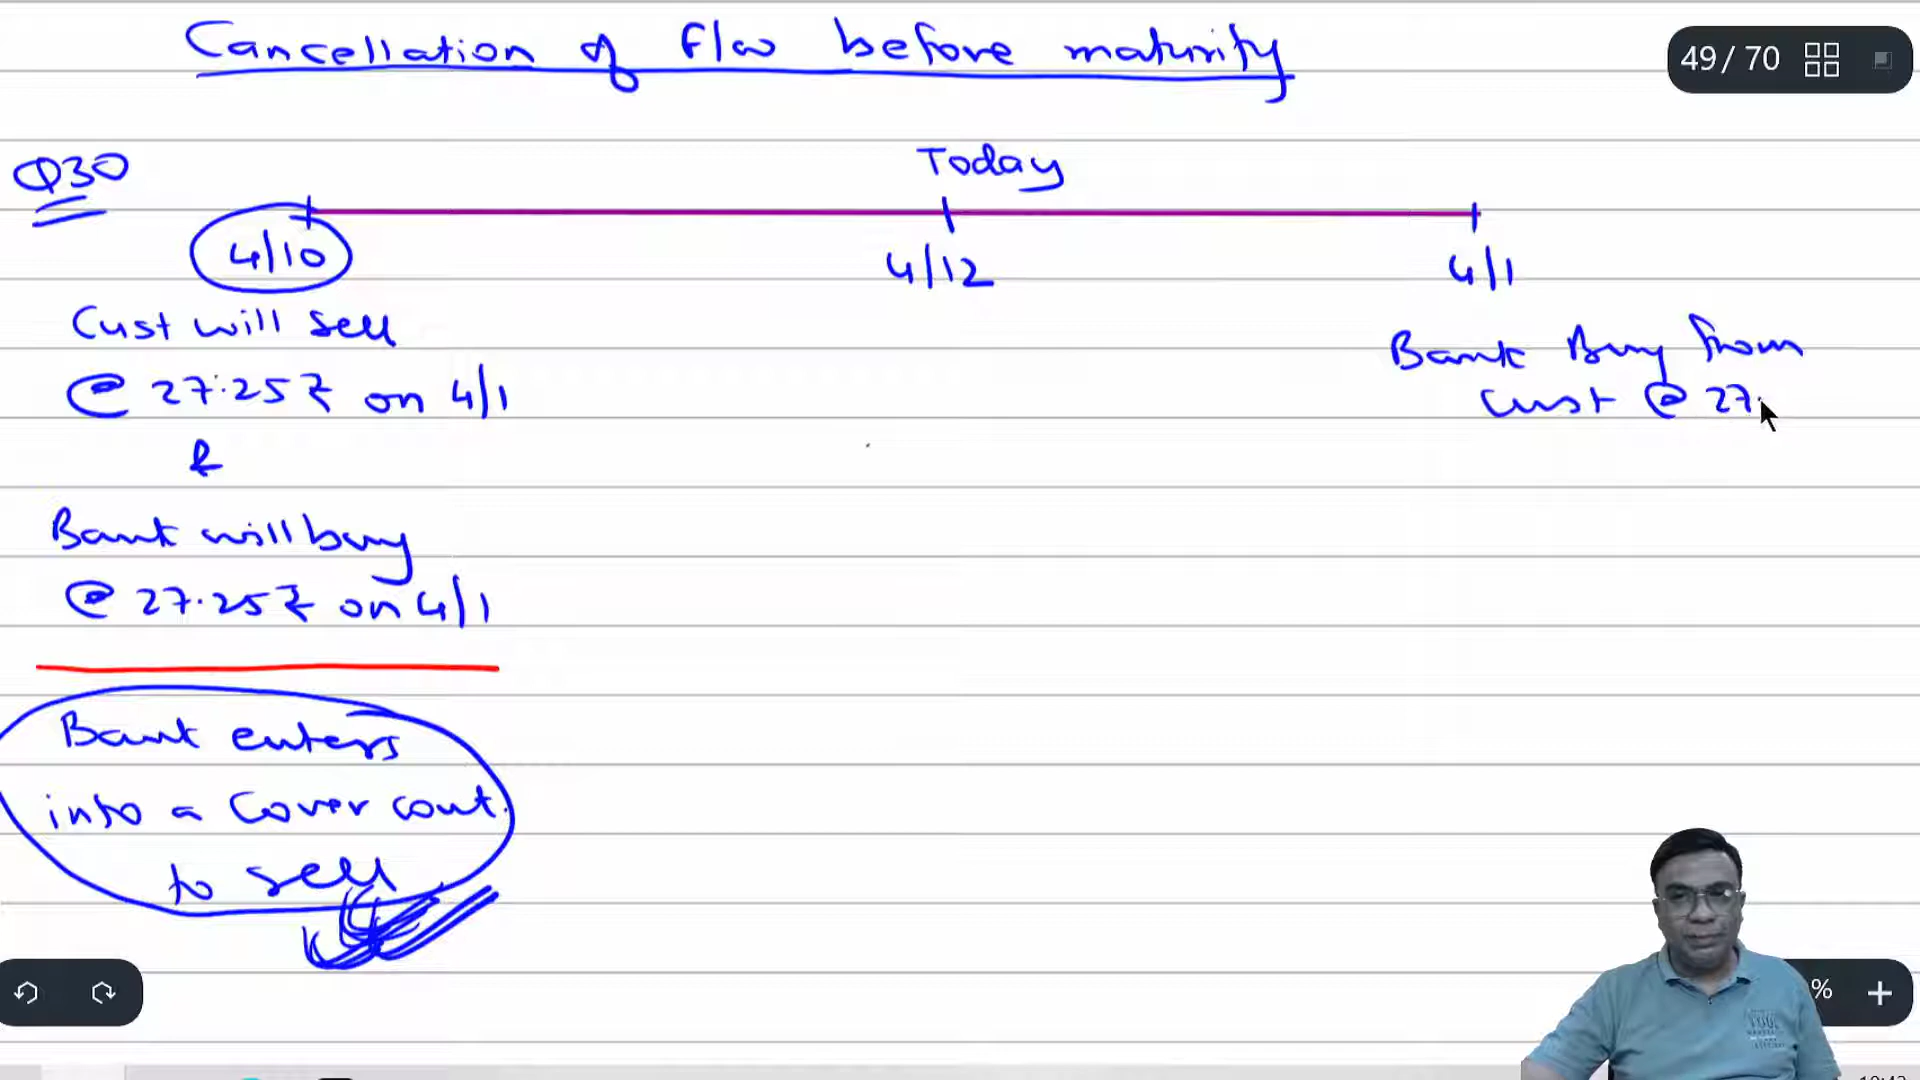 Cancellation of F/w before maturity
49 / 70
Q30
Today
4/10
4/12
4/1
Cust will sell
@ 27.25₹ on 4/1
&
Bank will buy
@ 27.25₹ on 4/1
Bank Buy from
Cust @ 27.
Bank enters
into a Cover cont.
to sell
%